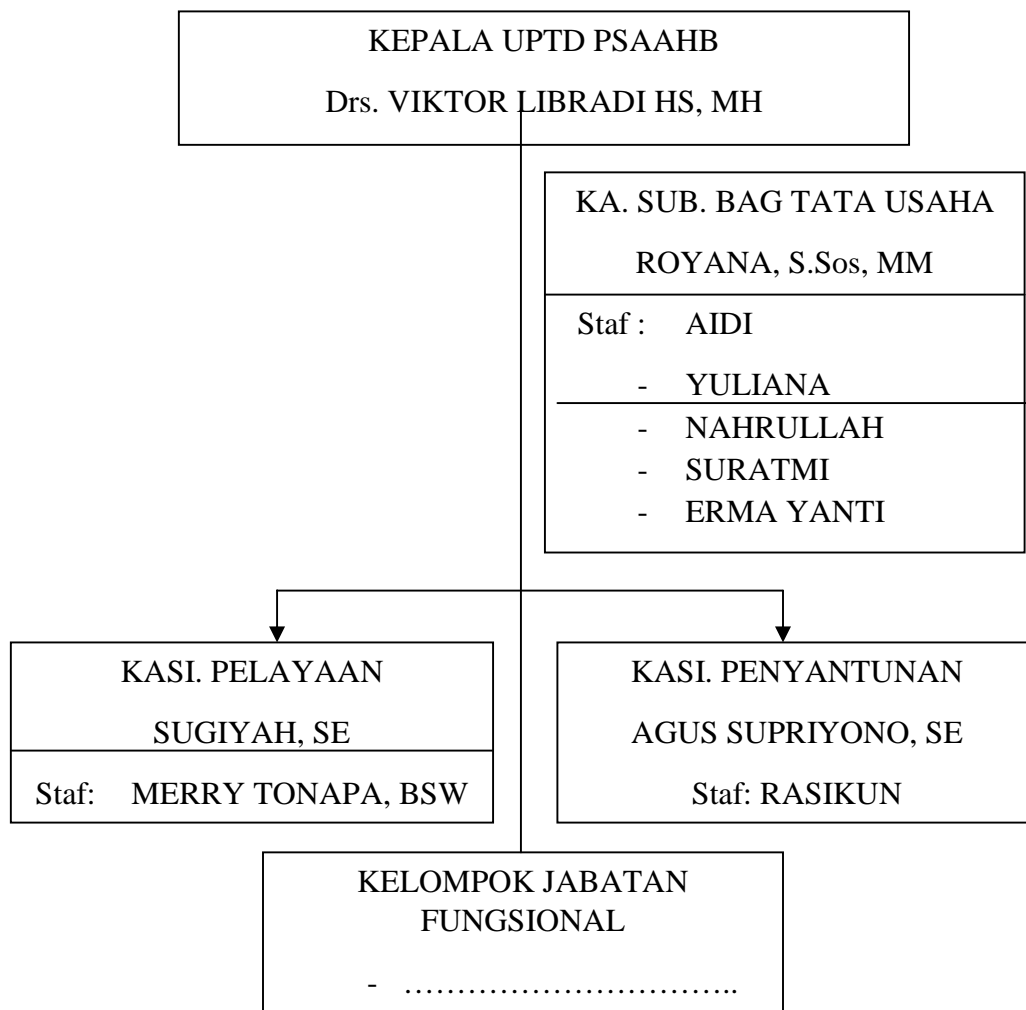 KEPALA UPTD PSAAHB
Drs. VIKTOR LIBRADI HS, MH
KA. SUB. BAG TATA USAHA
ROYANA, S.Sos, MM
Staf : AIDI
- YULIANA
- NAHRULLAH
- SURATMI
- ERMA YANTI
KASI. PELAYAAN
SUGIYAH, SE
Staf: MERRY TONAPA, BSW
KASI. PENYANTUNAN
AGUS SUPRIYONO, SE
Staf: RASIKUN
KELOMPOK JABATAN
FUNGSIONAL
- …………………………..